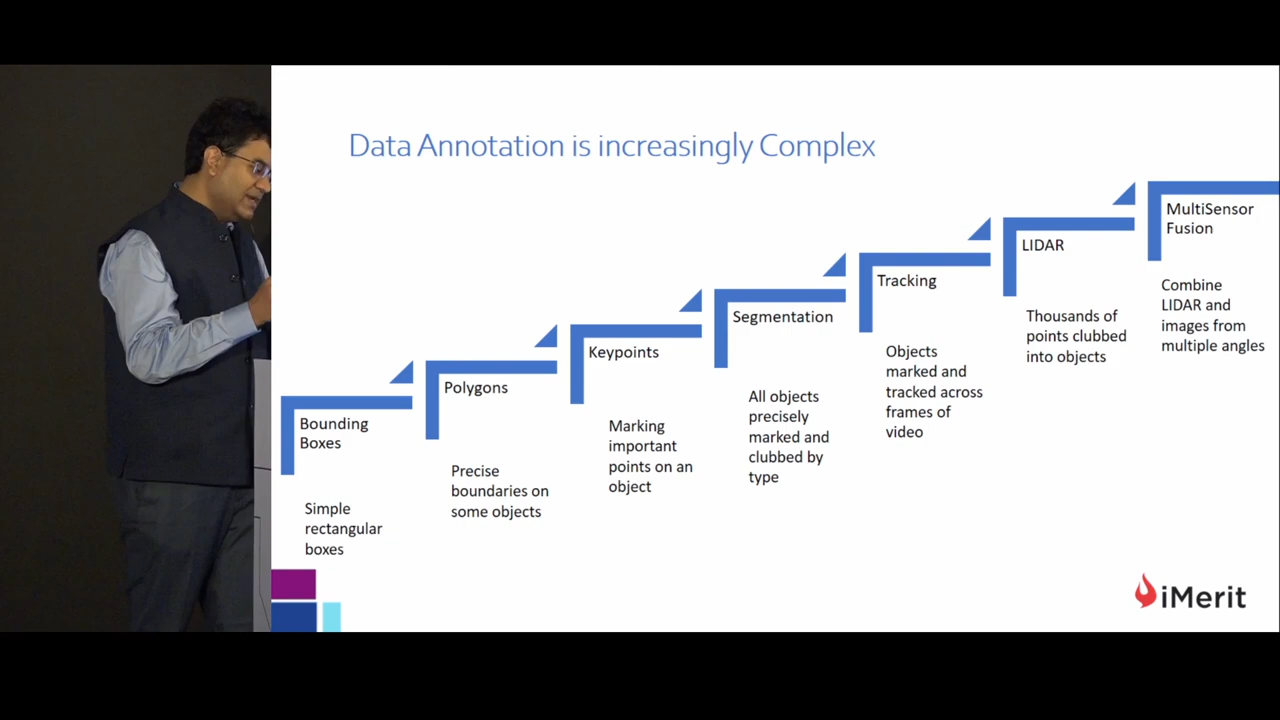 Data Annotation is increasingly Complex
Bounding
Boxes
Simple
rectangular
boxes
Polygons
Precise
boundaries on
some objects
Keypoints
Marking
important
points on an
object
Segmentation
All objects
precisely
marked and
clubbed by
type
Tracking
Objects
marked and
tracked across
frames of
video
LIDAR
Thousands of
points clubbed
into objects
MultiSensor
Fusion
Combine
LIDAR and
images from
multiple angles
iMerit